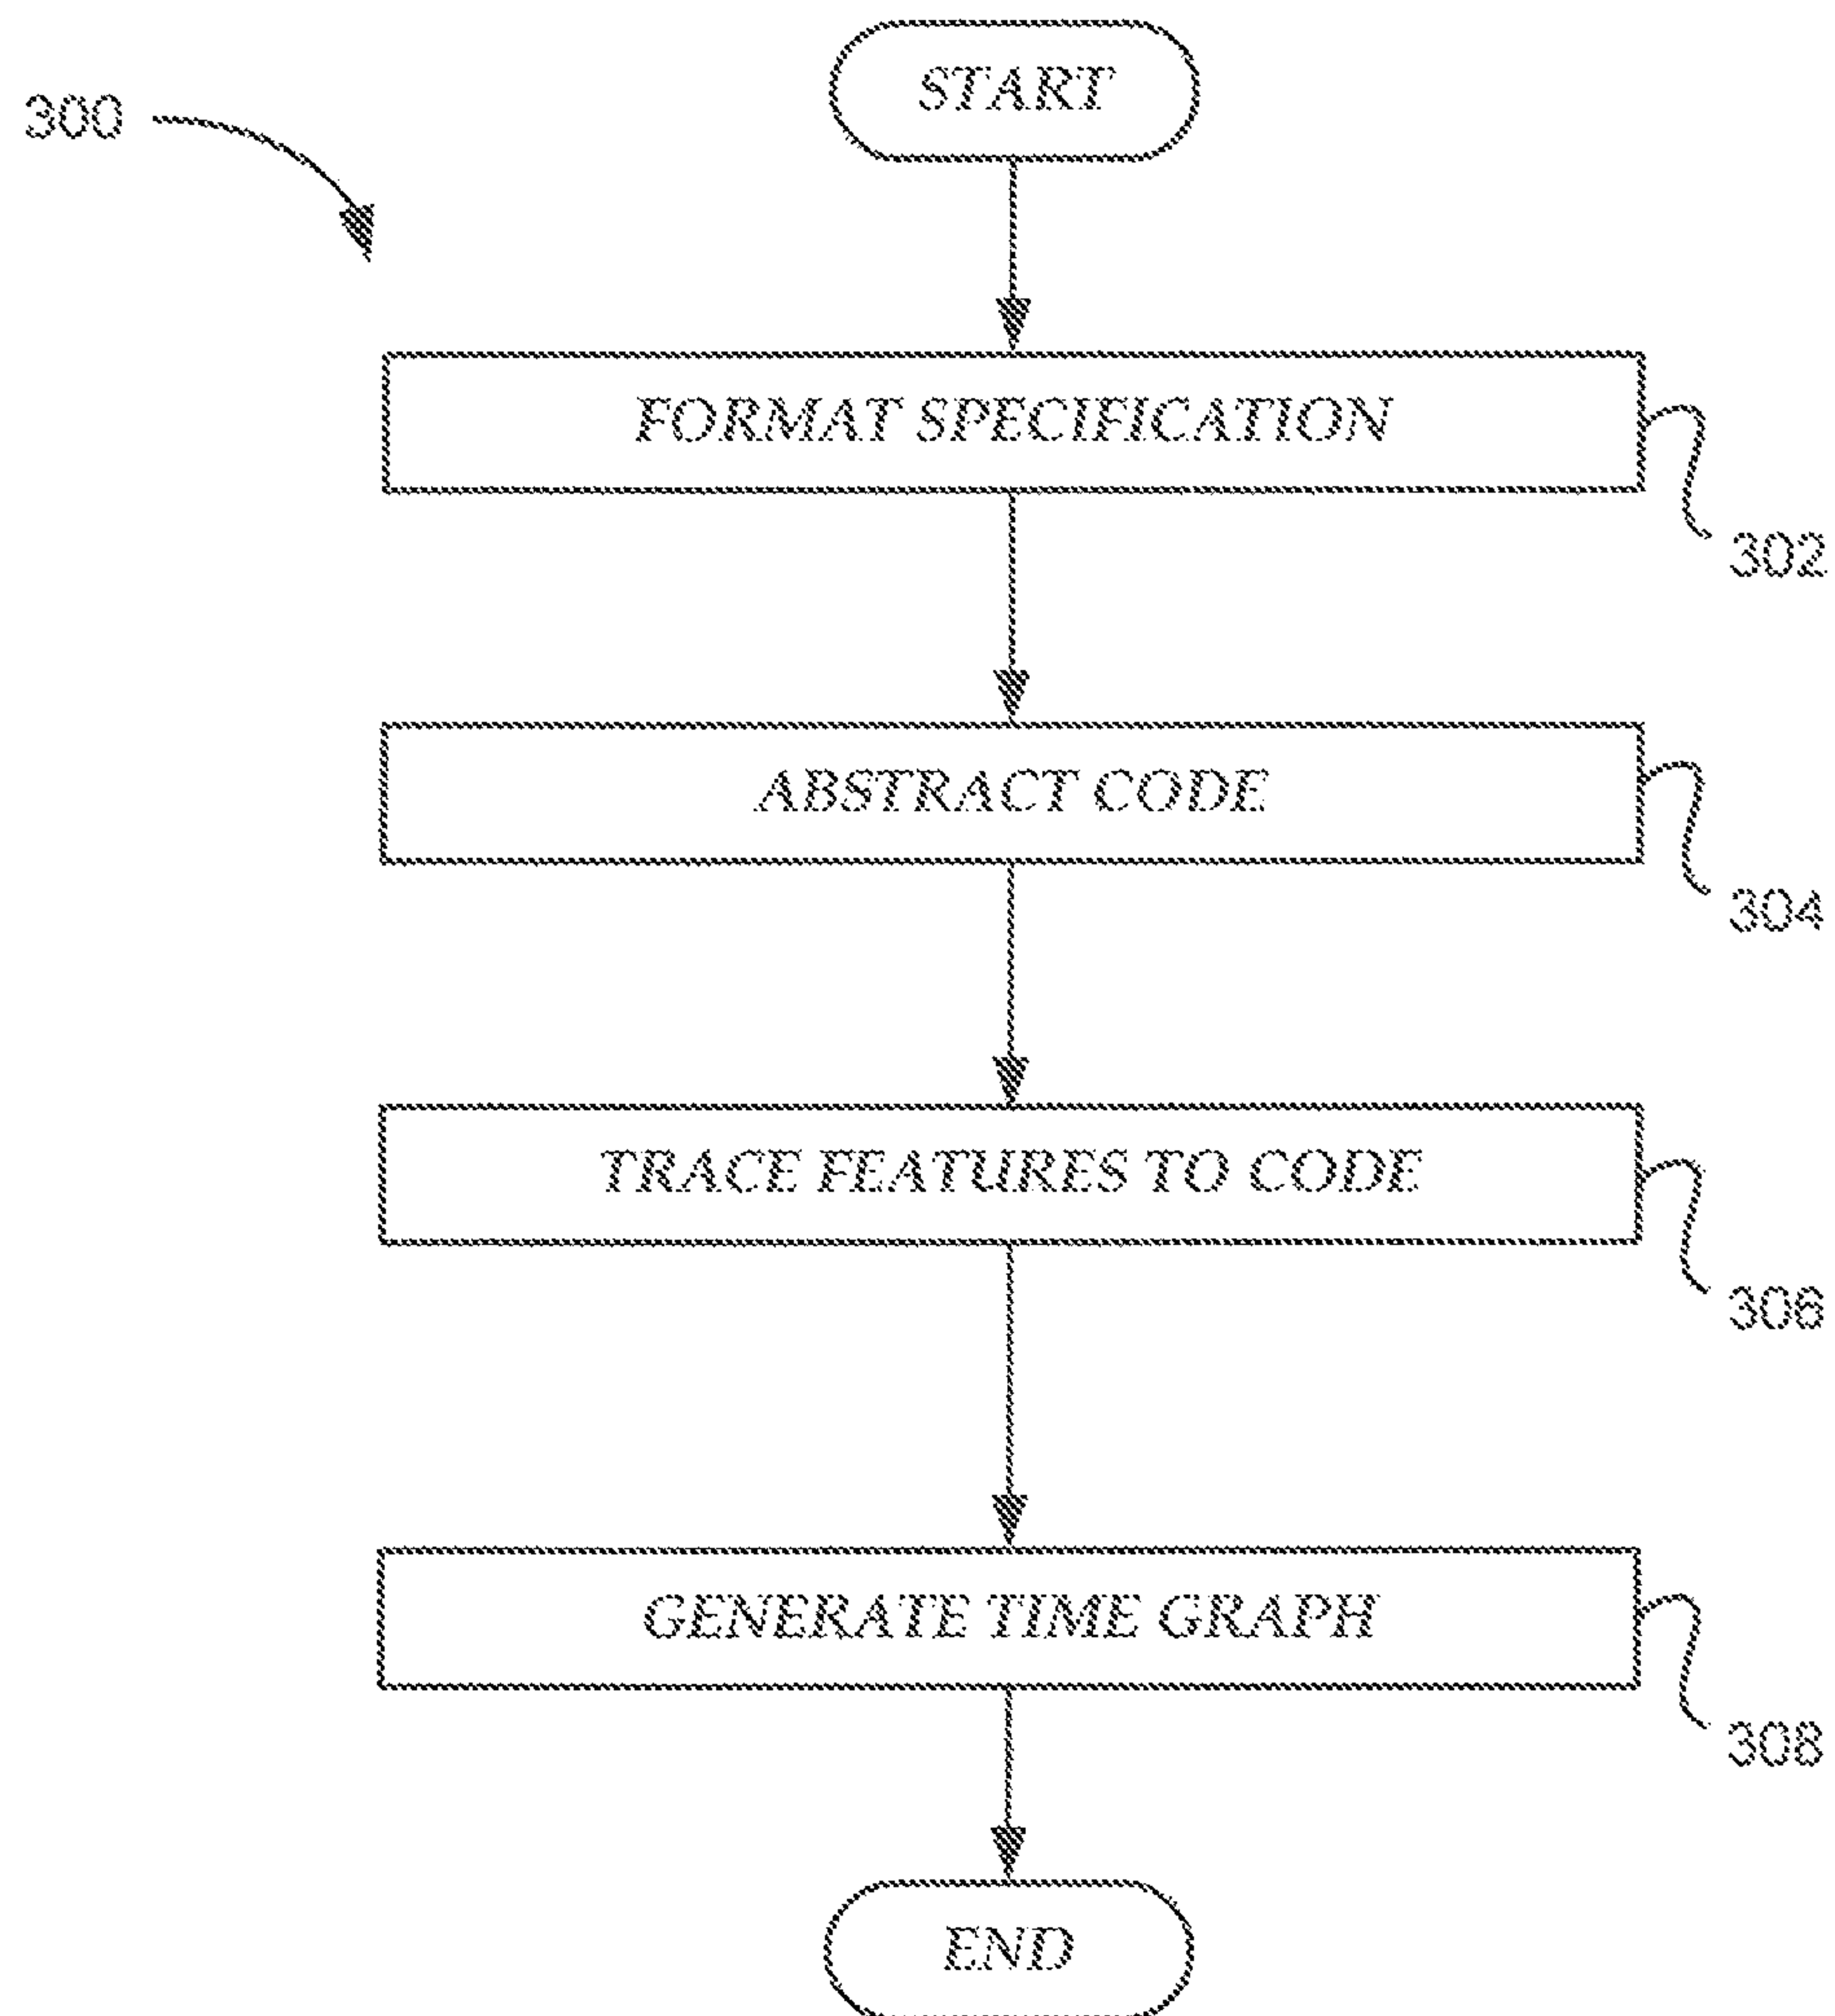 START
300
FORMAT SPECIFICATION
302
ABSTRACT CODE
304
TRACE FEATURES TO CODE
306
GENERATE TIME GRAPH
308
END